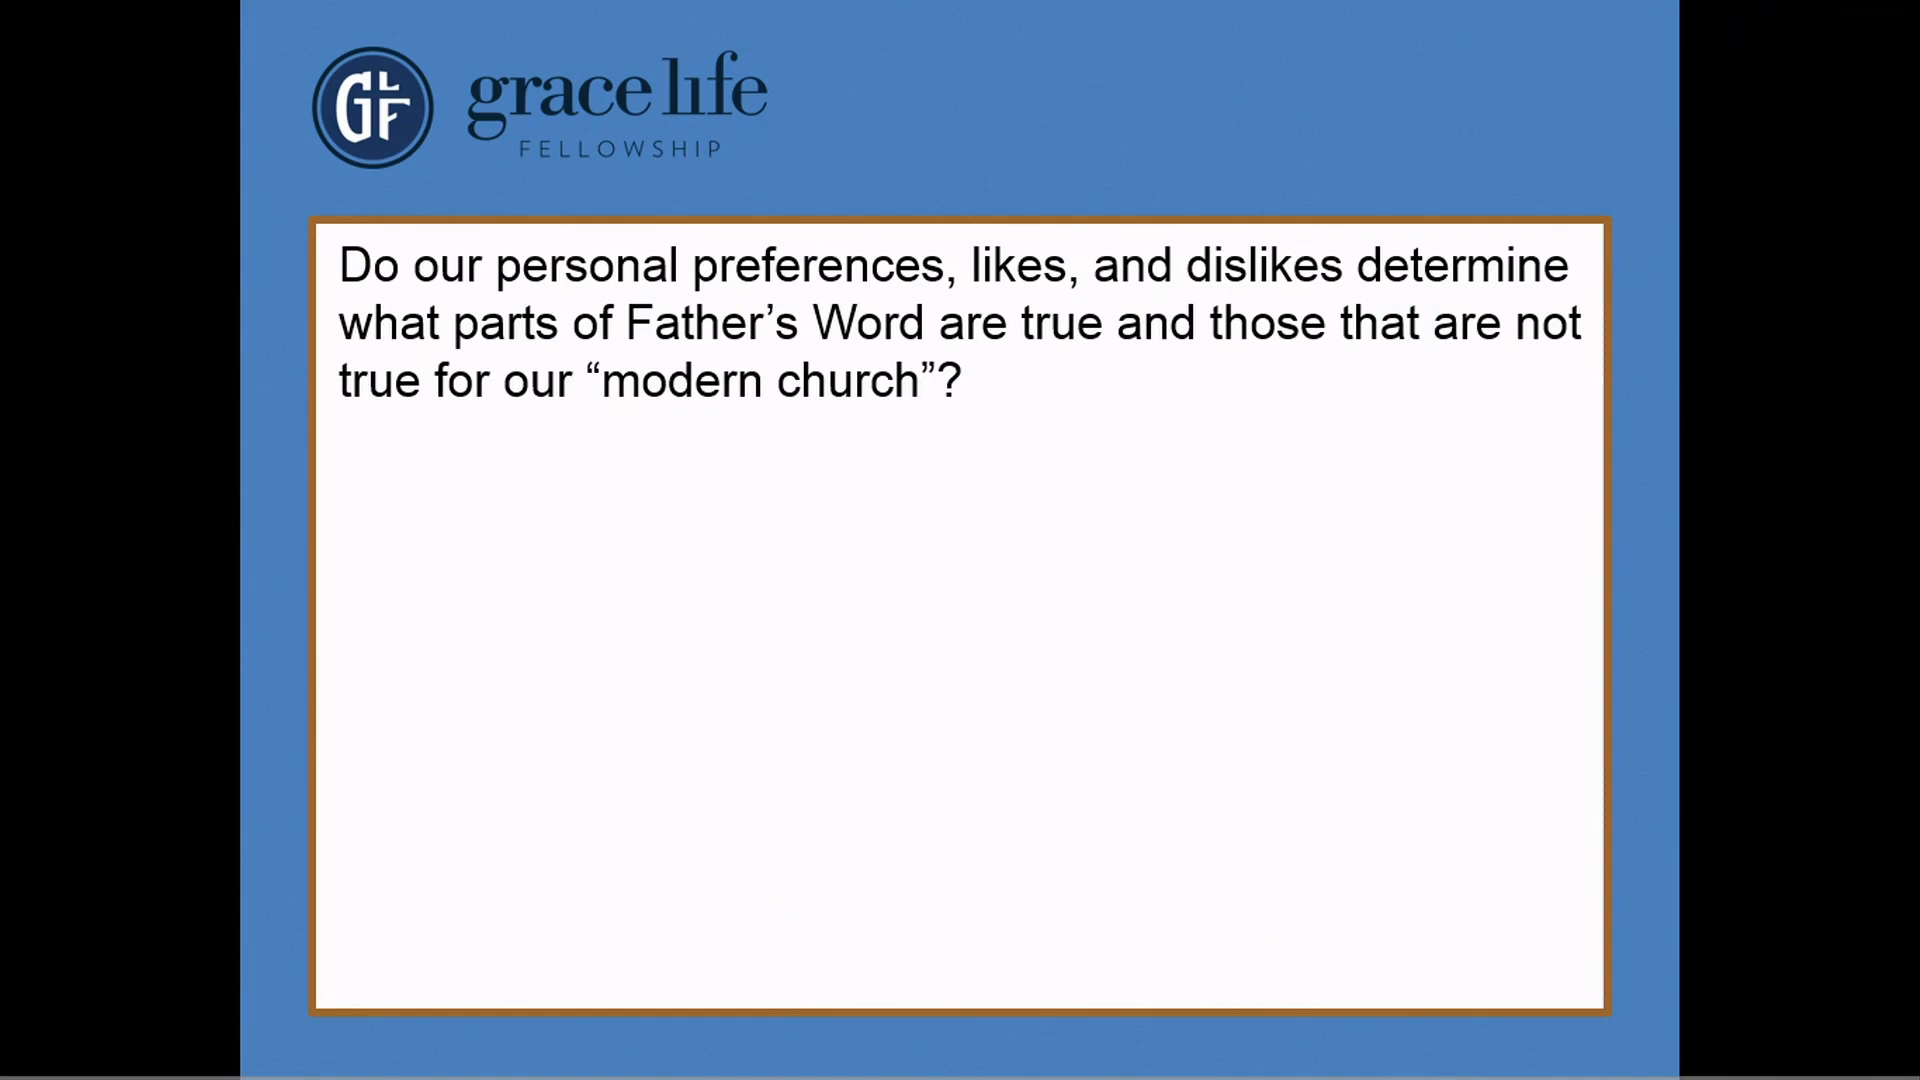 GLF
grace life
FELLOWSHIP
Do our personal preferences, likes, and dislikes determine
what parts of Father’s Word are true and those that are not
true for our “modern church”?